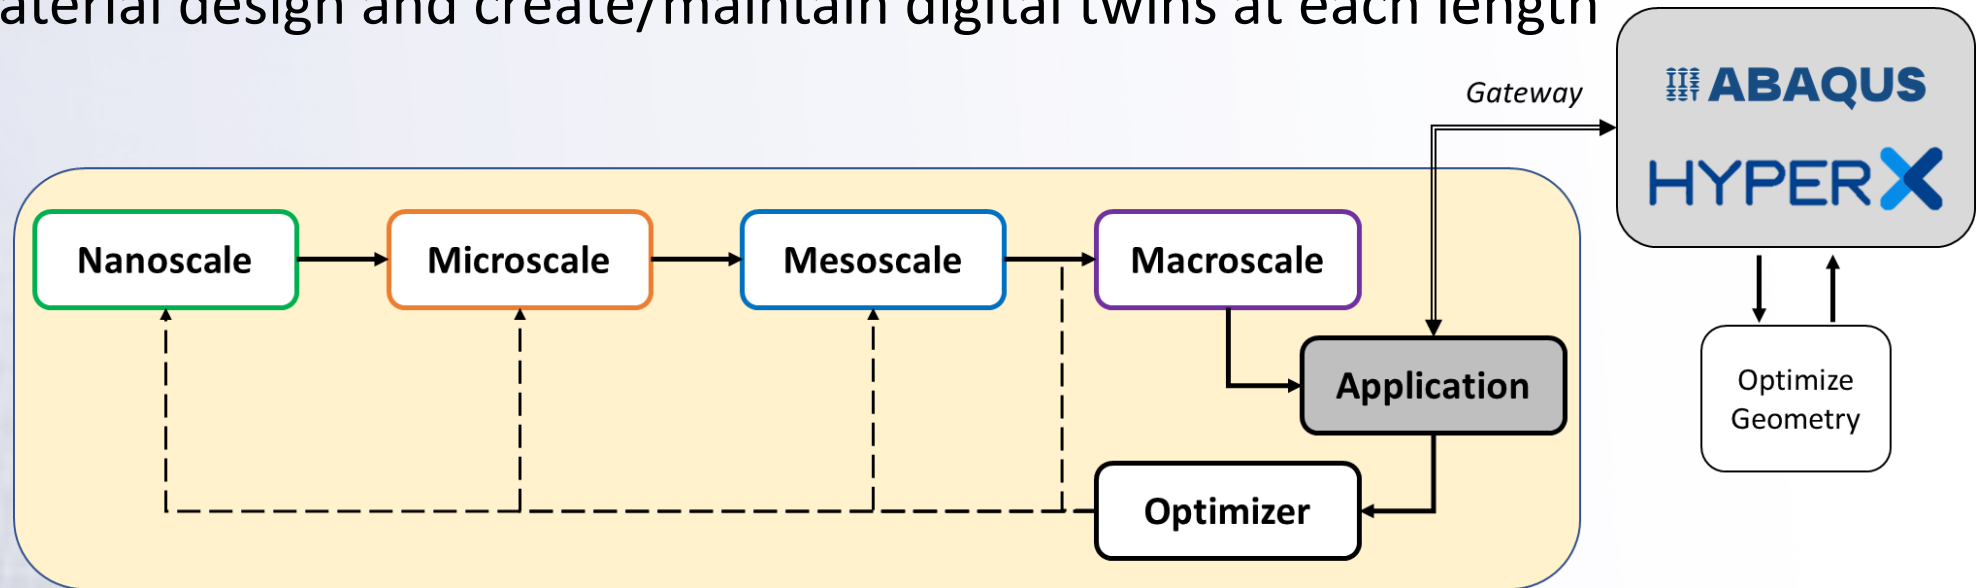 aterial design and create/maintain digital twins at each length
Gateway
ABAQUS
HYPERX
Nanoscale
Microscale
Mesoscale
Macroscale
Application
Optimize
Geometry
Optimizer